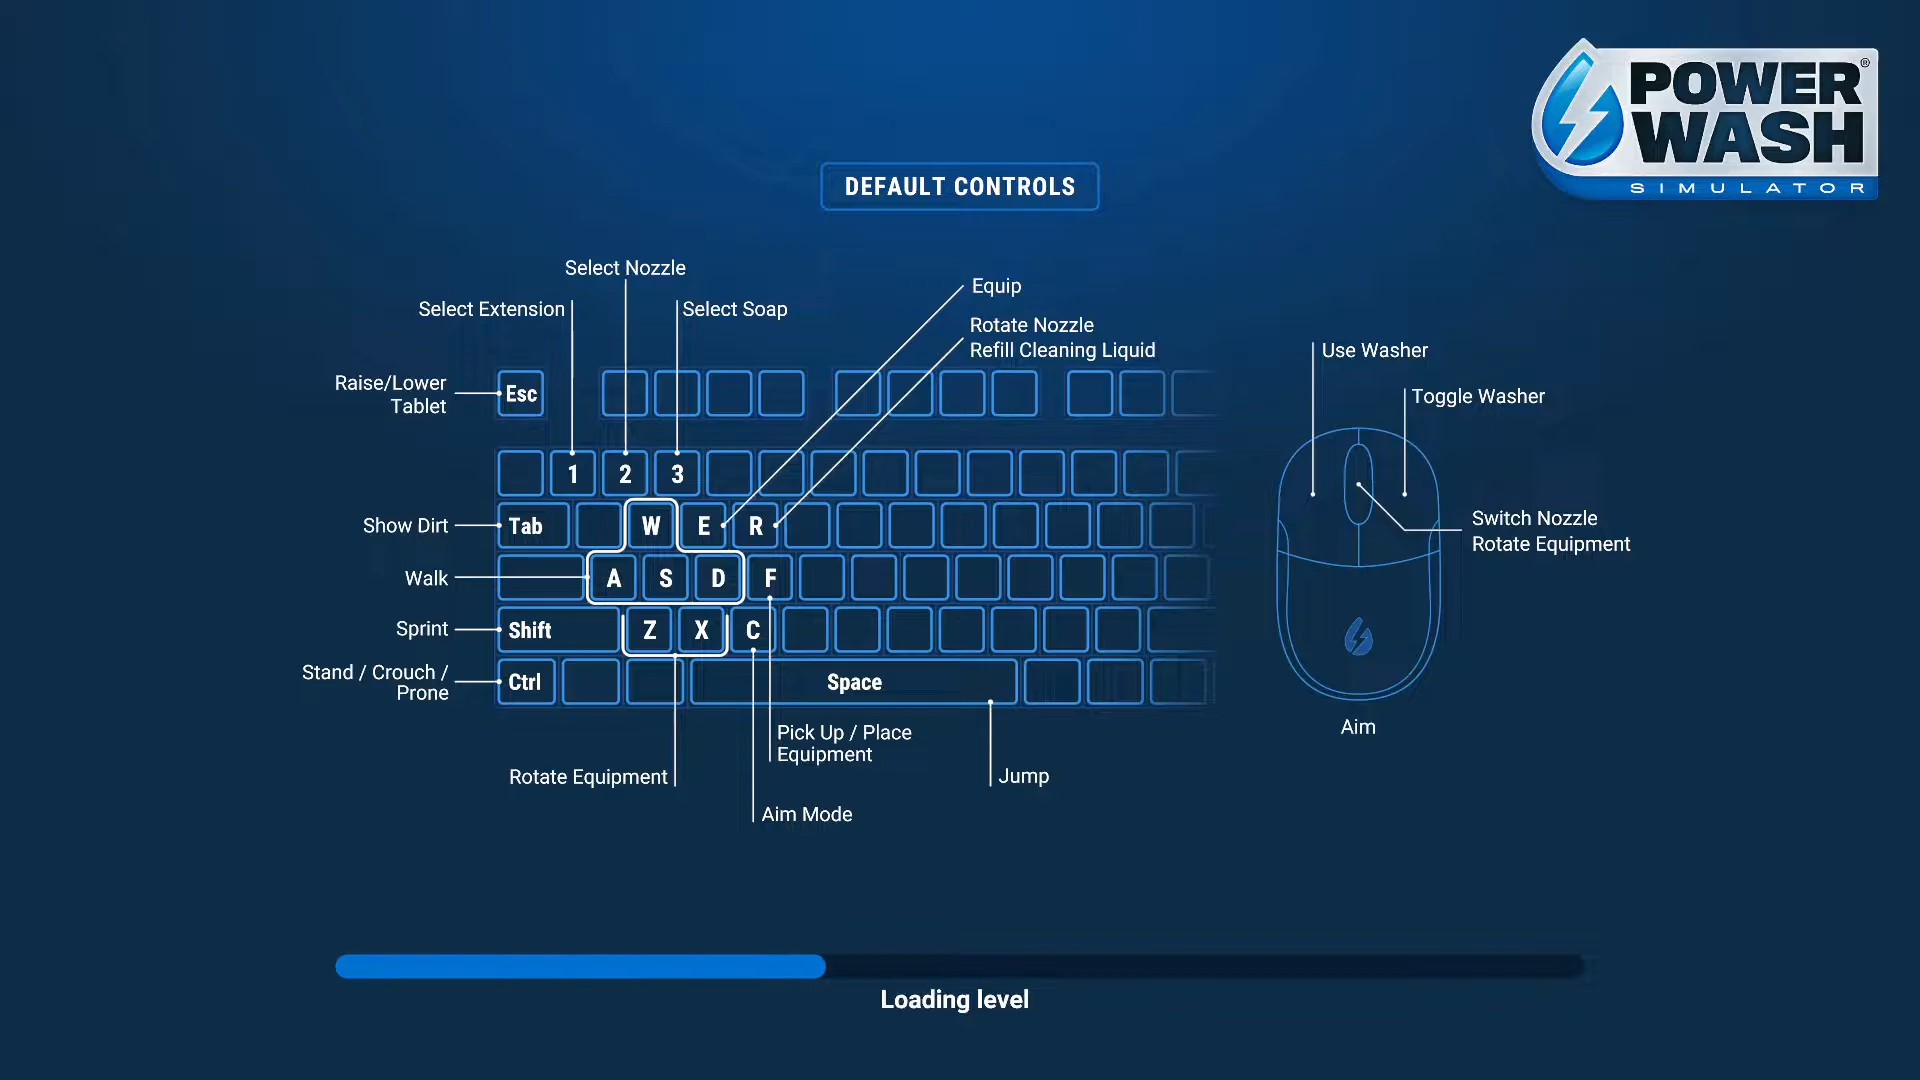 POWER®
WASH
SIMULATOR
DEFAULT CONTROLS
Select Nozzle
Select Extension
Select Soap
Equip
Rotate Nozzle
Refill Cleaning Liquid
Raise/Lower
Tablet
Esc
Use Washer
Toggle Washer
1 2 3
Show Dirt
Tab W E R
Switch Nozzle
Rotate Equipment
Walk
A S D F
Sprint
Shift Z X C
Stand / Crouch /
Prone
Ctrl Space
Aim
Pick Up / Place
Equipment
Rotate Equipment
Jump
Aim Mode
Loading level